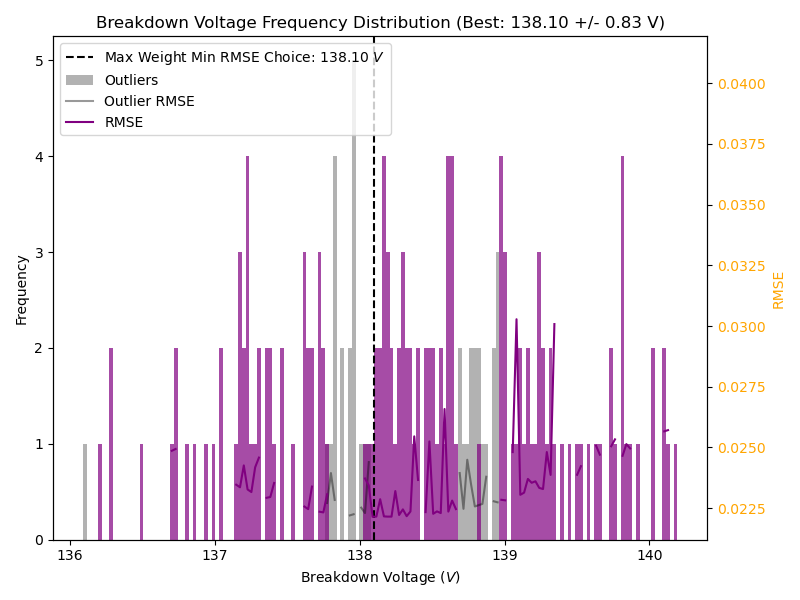 Breakdown Voltage Frequency Distribution (Best: 138.10 +/- 0.83 V)
Max Weight Min RMSE Choice: 138.10 V
Outliers
Outlier RMSE
RMSE
Frequency
5
4
3
2
1
0
136
137
138
139
140
Breakdown Voltage (V)
0.0400
0.0375
0.0350
0.0325
0.0300
0.0275
0.0250
0.0225
RMSE